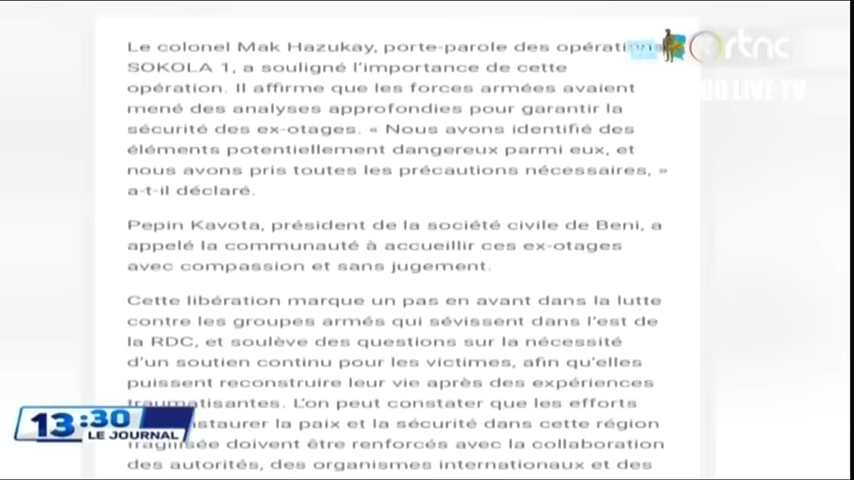 Le colonel Mak Hazukay, porte-parole des opérations
SOKOLA 1, a souligné l'importance de cette
opération. Il affirme que les forces armées avaient
mené des analyses approfondies pour garantir la
sécurité des ex-otages. « Nous avons identifié des
éléments potentiellement dangereux parmi eux, et
nous avons pris toutes les précautions nécessaires, »
a-t-il déclaré.
Pepin Kavota, président de la société civile de Beni, a
appelé la communauté à accueillir ces ex-otages
avec compassion et sans jugement.
Cette libération marque un pas en avant dans la lutte
contre les groupes armés qui sévissent dans l'est de
la RDC, et soulève des questions sur la nécessité
d'un soutien continu pour les victimes, afin qu'elles
puissent reconstruire leur vie après des expériences
traumatisantes. L'on peut constater que les efforts
la paix et la sécurité dans cette région
fragilisée doivent être renforcés avec la collaboration
des autorités, des organismes internationaux et des
rtnc
GO LIVE TV
13:30
LE JOURNAL